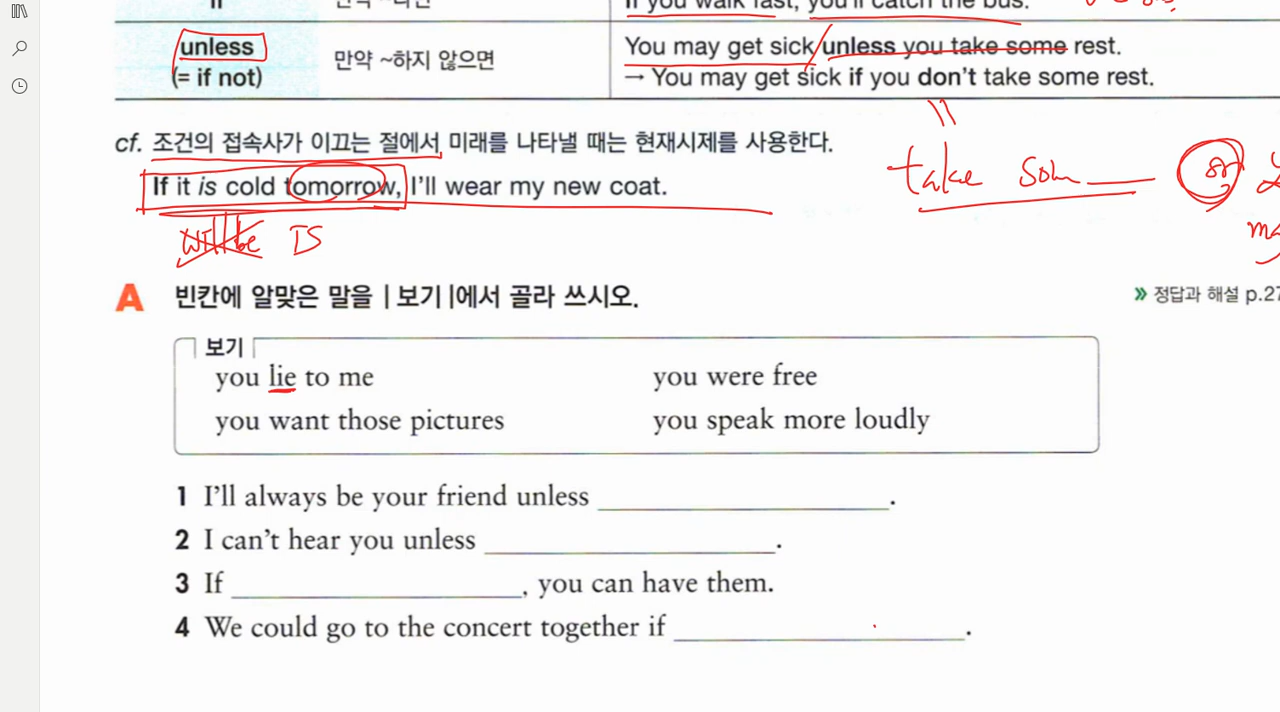 If you walk fast, you'll catch the bus.
unless
(= if not)
만약 ~하지 않으면
You may get sick unless you take some rest.
→ You may get sick if you don't take some rest.
cf. 조건의 접속사가 이끄는 절에서 미래를 나타낼 때는 현재시제를 사용한다.
If it is cold tomorrow, I'll wear my new coat.
will be IS
take som or
A 빈칸에 알맞은 말을 | 보기 |에서 골라 쓰시오.
» 정답과 해설 p.27
보기
you lie to me you were free
you want those pictures you speak more loudly
1 I'll always be your friend unless ____________________.
2 I can't hear you unless ____________________.
3 If ____________________, you can have them.
4 We could go to the concert together if ____________________.